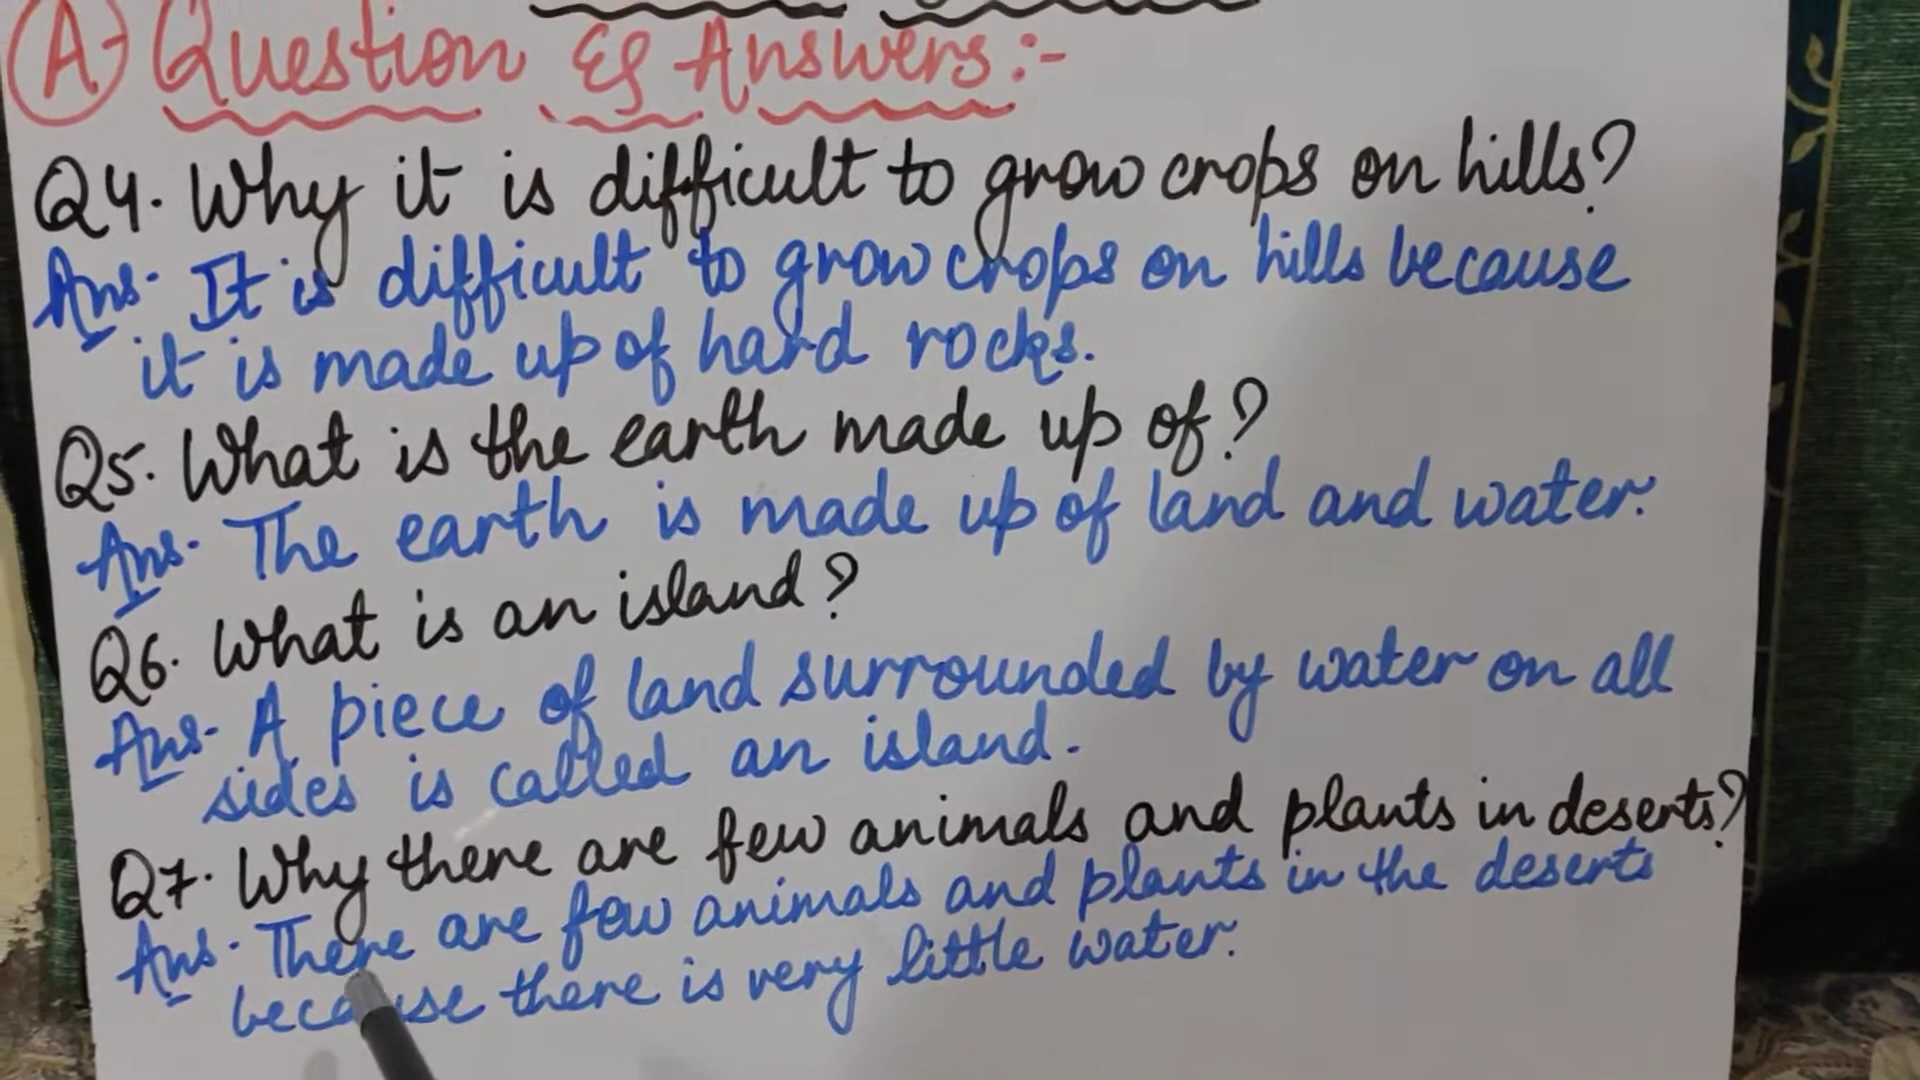 A→ Question & Answers:-
Q4. Why it is difficult to grow crops on hills?
Ans- It is difficult to grow crops on hills because
it is made up of hard rocks.
Q5. What is the earth made up of?
Ans- The earth is made up of land and water.
Q6. What is an island?
Ans- A piece of land surrounded by water on all
sides is called an island.
Q7. Why there are few animals and plants in deserts?
Ans- There are few animals and plants in the deserts
because there is very little water.